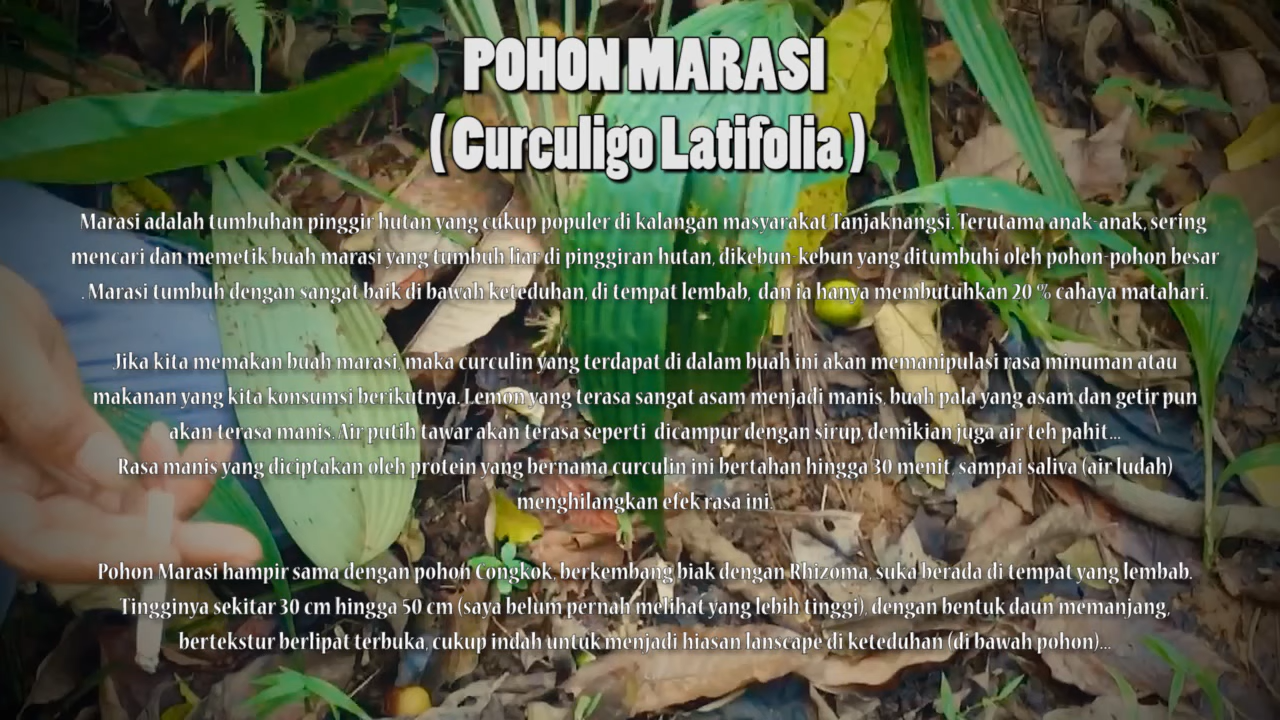 POHON MARASI
( Curculigo Latifolia )
Marasi adalah tumbuhan pinggir hutan yang cukup populer di kalangan masyarakat Tanjaknangsi. Terutama anak-anak, sering
mencari dan memetik buah marasi yang tumbuh liar di pinggiran hutan, dikebun-kebun yang ditumbuhi oleh pohon-pohon besar
. Marasi tumbuh dengan sangat baik di bawah keteduhan, di tempat lembab, dan ia hanya membutuhkan 20 % cahaya matahari.
Jika kita memakan buah marasi, maka curculin yang terdapat di dalam buah ini akan memanipulasi rasa minuman atau
makanan yang kita konsumsi berikutnya. Lemon yang terasa sangat asam menjadi manis, buah pala yang asam dan getir pun
akan terasa manis. Air putih tawar akan terasa seperti dicampur dengan sirup, demikian juga air teh pahit...
Rasa manis yang diciptakan oleh protein yang bernama curculin ini bertahan hingga 30 menit, sampai saliva (air ludah)
menghilangkan efek rasa ini.
Pohon Marasi hampir sama dengan pohon Congkok, berkembang biak dengan Rhizoma, suka berada di tempat yang lembab.
Tingginya sekitar 30 cm hingga 50 cm (saya belum pernah melihat yang lebih tinggi), dengan bentuk daun memanjang,
bertekstur berlipat terbuka, cukup indah untuk menjadi hiasan lanscape di keteduhan (di bawah pohon)...